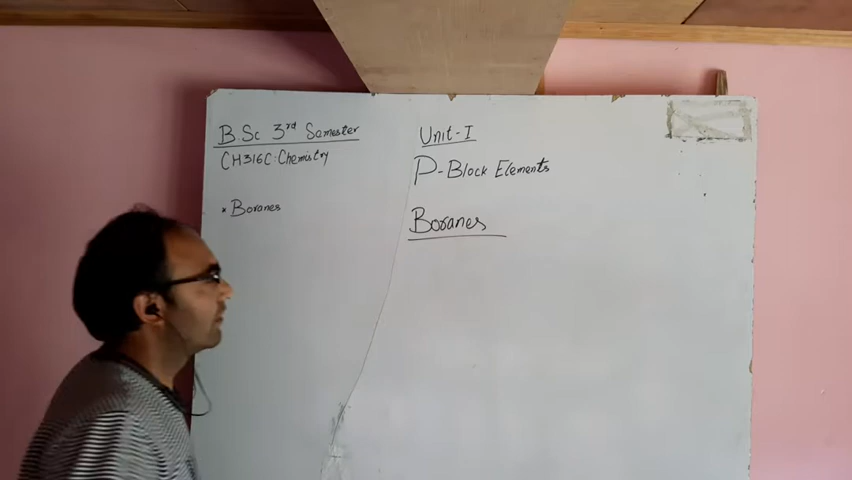 B.Sc 3rd Semester
CH316C: Chemistry
* Boranes
Unit-I
P-Block Elements
Boranes